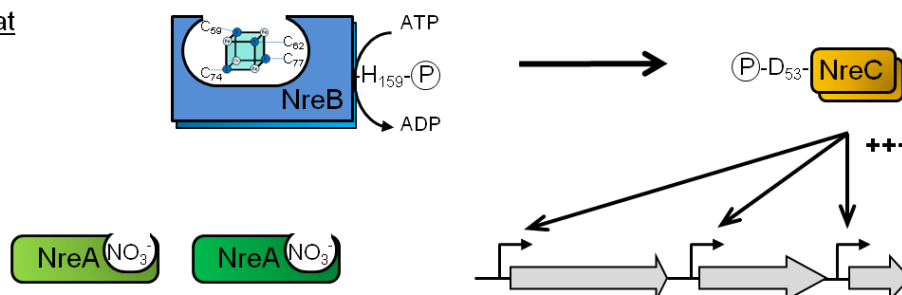 at
ATP
C59
C62
C77
C74
NreB
-H159-P
ADP
P-D53-NreC
+++
NreA NO3-
NreA NO3-